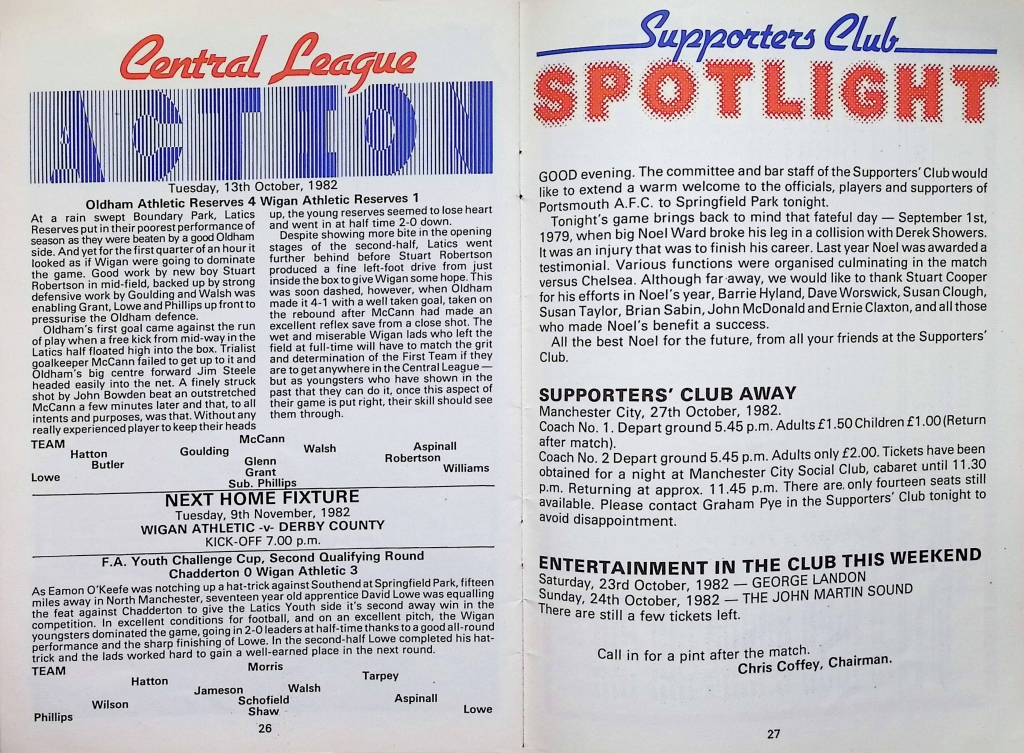 Central League
ACTION
Tuesday, 13th October, 1982
Oldham Athletic Reserves 4 Wigan Athletic Reserves 1
At a rain swept Boundary Park, Latics
Reserves put in their poorest performance of
season as they were beaten by a good Oldham
side. And yet for the first quarter of an hour it
looked as if Wigan were going to dominate
the game. Good work by new boy Stuart
Robertson in mid-field, backed up by strong
defensive work by Goulding and Walsh was
enabling Grant, Lowe and Phillips up front to
pressurise the Oldham defence.
Oldham's first goal came against the run
of play when a free kick from mid-way in the
Latics half floated high into the box. Trialist
goalkeeper McCann failed to get up to it and
Oldham's big centre forward Jim Steele
headed easily into the net. A finely struck
shot by John Bowden beat an outstretched
McCann a few minutes later and that, to all
intents and purposes, was that. Without any
really experienced player to keep their heads
up, the young reserves seemed to lose heart
and went in at half time 2-0 down.
Despite showing more bite in the opening
stages of the second-half, Latics went
further behind before Stuart Robertson
produced a fine left-foot drive from just
inside the box to give Wigan some hope. This
was soon dashed, however, when Oldham
made it 4-1 with a well taken goal, taken on
the rebound after McCann had made an
excellent reflex save from a close shot. The
wet and miserable Wigan lads who left the
field at full-time will have to match the grit
and determination of the First Team if they
are to get anywhere in the Central League —
but as youngsters who have shown in the
past that they can do it, once this aspect of
their game is put right, their skill should see
them through.
TEAM
McCann
Hatton Goulding Walsh Aspinall
Butler Glenn Robertson
Lowe Grant Williams
Sub. Phillips
NEXT HOME FIXTURE
Tuesday, 9th November, 1982
WIGAN ATHLETIC -v- DERBY COUNTY
KICK-OFF 7.00 p.m.
F.A. Youth Challenge Cup, Second Qualifying Round
Chadderton 0 Wigan Athletic 3
As Eamon O'Keefe was notching up a hat-trick against Southend at Springfield Park, fifteen
miles away in North Manchester, seventeen year old apprentice David Lowe was equalling
the feat against Chadderton to give the Latics Youth side it's second away win in the
competition. In excellent conditions for football, and on an excellent pitch, the Wigan
youngsters dominated the game, going in 2-0 leaders at half-time thanks to a good all-round
performance and the sharp finishing of Lowe. In the second-half Lowe completed his hat-
trick and the lads worked hard to gain a well-earned place in the next round.
TEAM
Morris
Hatton Jameson Walsh Tarpey
Wilson Schofield Aspinall
Phillips Shaw Lowe
26
Supporters Club
SPOTLIGHT
GOOD evening. The committee and bar staff of the Supporters' Club would
like to extend a warm welcome to the officials, players and supporters of
Portsmouth A.F.C. to Springfield Park tonight.
Tonight's game brings back to mind that fateful day — September 1st,
1979, when big Noel Ward broke his leg in a collision with Derek Showers.
It was an injury that was to finish his career. Last year Noel was awarded a
testimonial. Various functions were organised culminating in the match
versus Chelsea. Although far away, we would like to thank Stuart Cooper
for his efforts in Noel's year, Barrie Hyland, Dave Worswick, Susan Clough,
Susan Taylor, Brian Sabin, John McDonald and Ernie Claxton, and all those
who made Noel's benefit a success.
All the best Noel for the future, from all your friends at the Supporters'
Club.
SUPPORTERS' CLUB AWAY
Manchester City, 27th October, 1982.
Coach No. 1. Depart ground 5.45 p.m. Adults £1.50 Children £1.00 (Return
after match).
Coach No. 2 Depart ground 5.45 p.m. Adults only £2.00. Tickets have been
obtained for a night at Manchester City Social Club, cabaret until 11.30
p.m. Returning at approx. 11.45 p.m. There are only fourteen seats still
available. Please contact Graham Pye in the Supporters' Club tonight to
avoid disappointment.
ENTERTAINMENT IN THE CLUB THIS WEEKEND
Saturday, 23rd October, 1982 — GEORGE LANDON
Sunday, 24th October, 1982 — THE JOHN MARTIN SOUND
There are still a few tickets left.
Call in for a pint after the match.
Chris Coffey, Chairman.
27